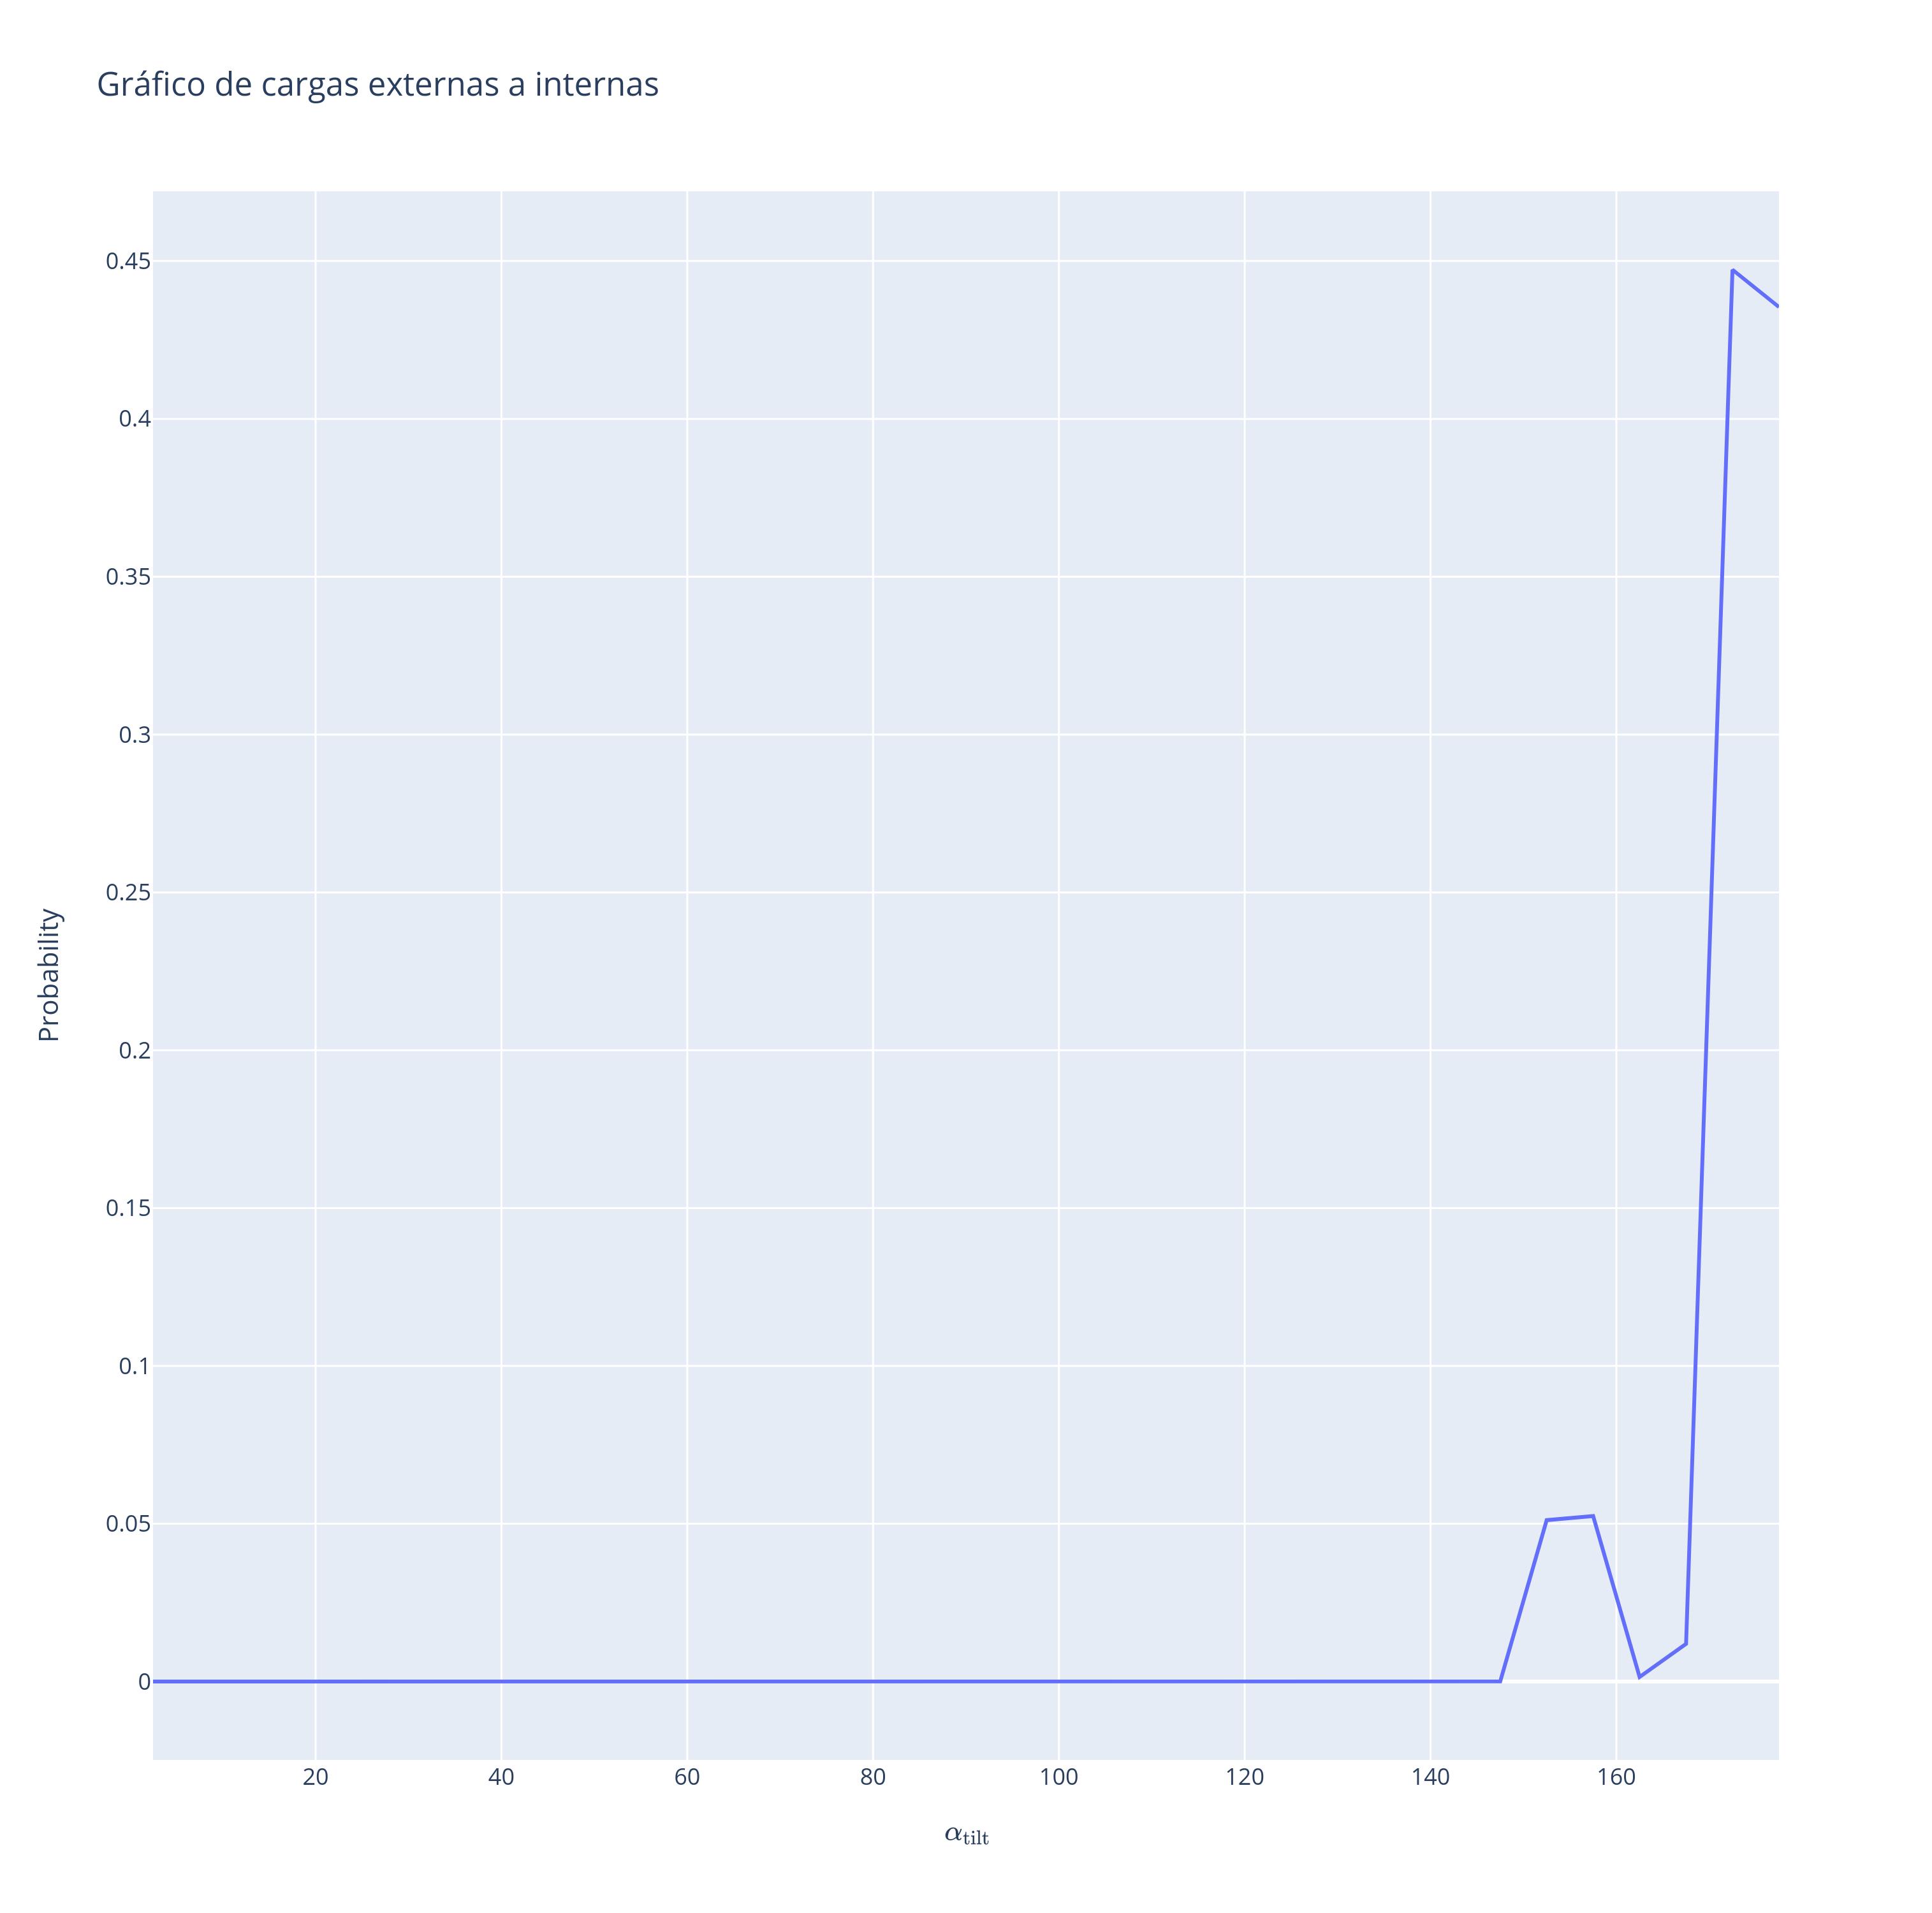 Gráfico de cargas externas a internas
0.45
0.4
0.35
0.3
0.25
0.2
0.15
0.1
0.05
0
Probability
20 40 60 80 100 120 140 160
α_tilt